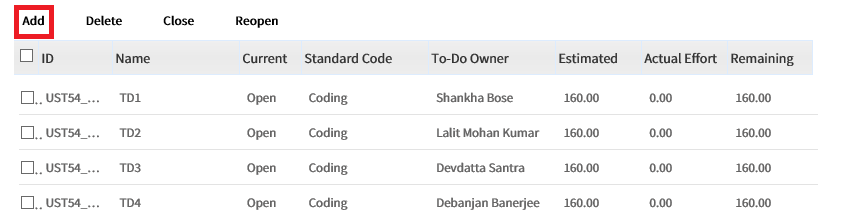 Add Delete Close Reopen
ID Name Current Standard Code To-Do Owner Estimated Actual Effort Remaining
.. UST54_... TD1 Open Coding Shankha Bose 160.00 0.00 160.00
.. UST54_... TD2 Open Coding Lalit Mohan Kumar 160.00 0.00 160.00
.. UST54_... TD3 Open Coding Devdatta Santra 160.00 0.00 160.00
.. UST54_... TD4 Open Coding Debanjan Banerjee 160.00 0.00 160.00